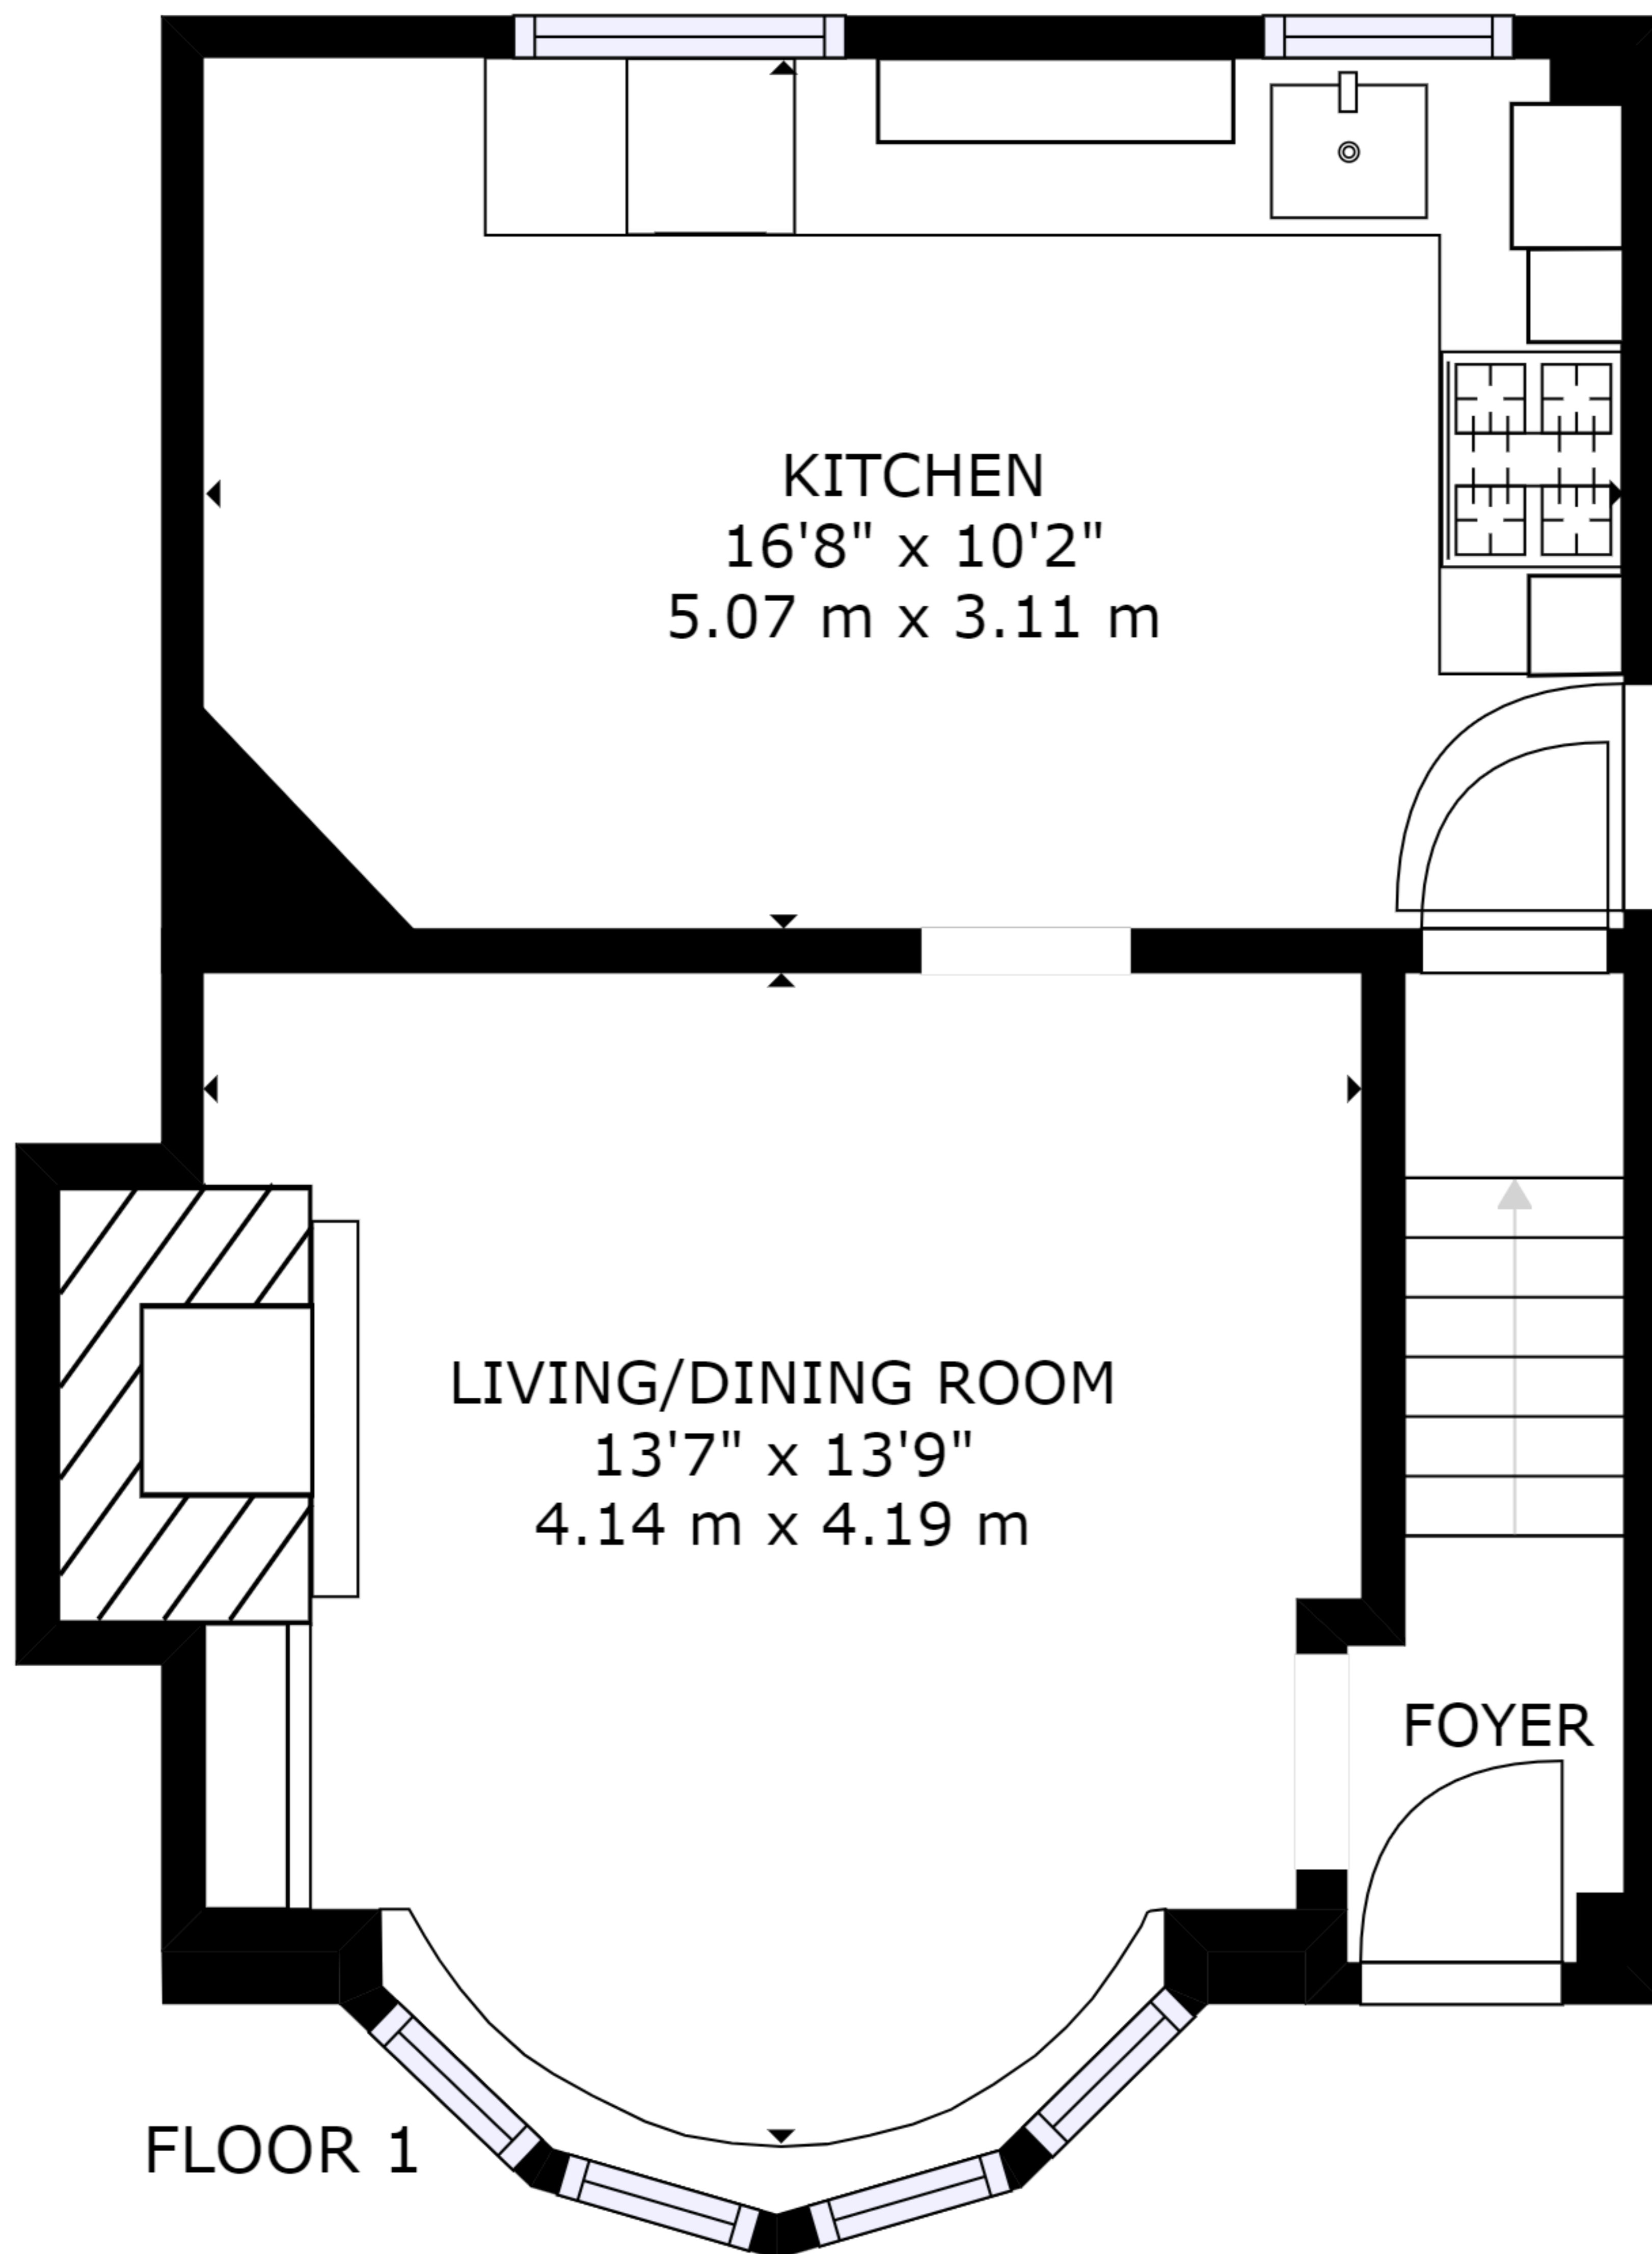 KITCHEN
16'8" x 10'2"
5.07 m x 3.11 m
LIVING/DINING ROOM
13'7" x 13'9"
4.14 m x 4.19 m
FOYER
FLOOR 1